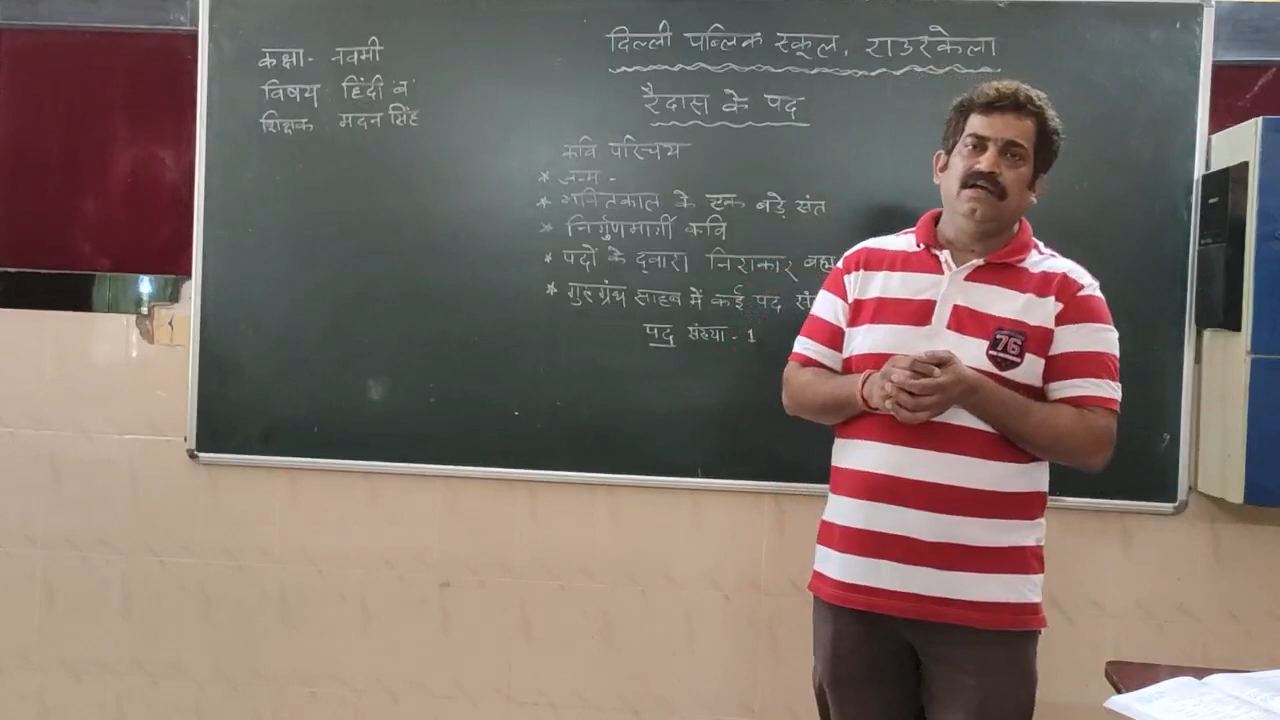 कक्षा- नवमी
विषय हिंदी ब
शिक्षक मदन सिंह
दिल्ली पब्लिक स्कूल, राउरकेला
रैदास के पद
कवि परिचय
* जन्म -
* भक्तिकाल के एक बड़े संत
* निर्गुणमार्गी कवि
* पदों के द्वारा निराकार ब्रह्म
* गुरुग्रंथ साहब में कई पद सं
पद संख्या - 1
76